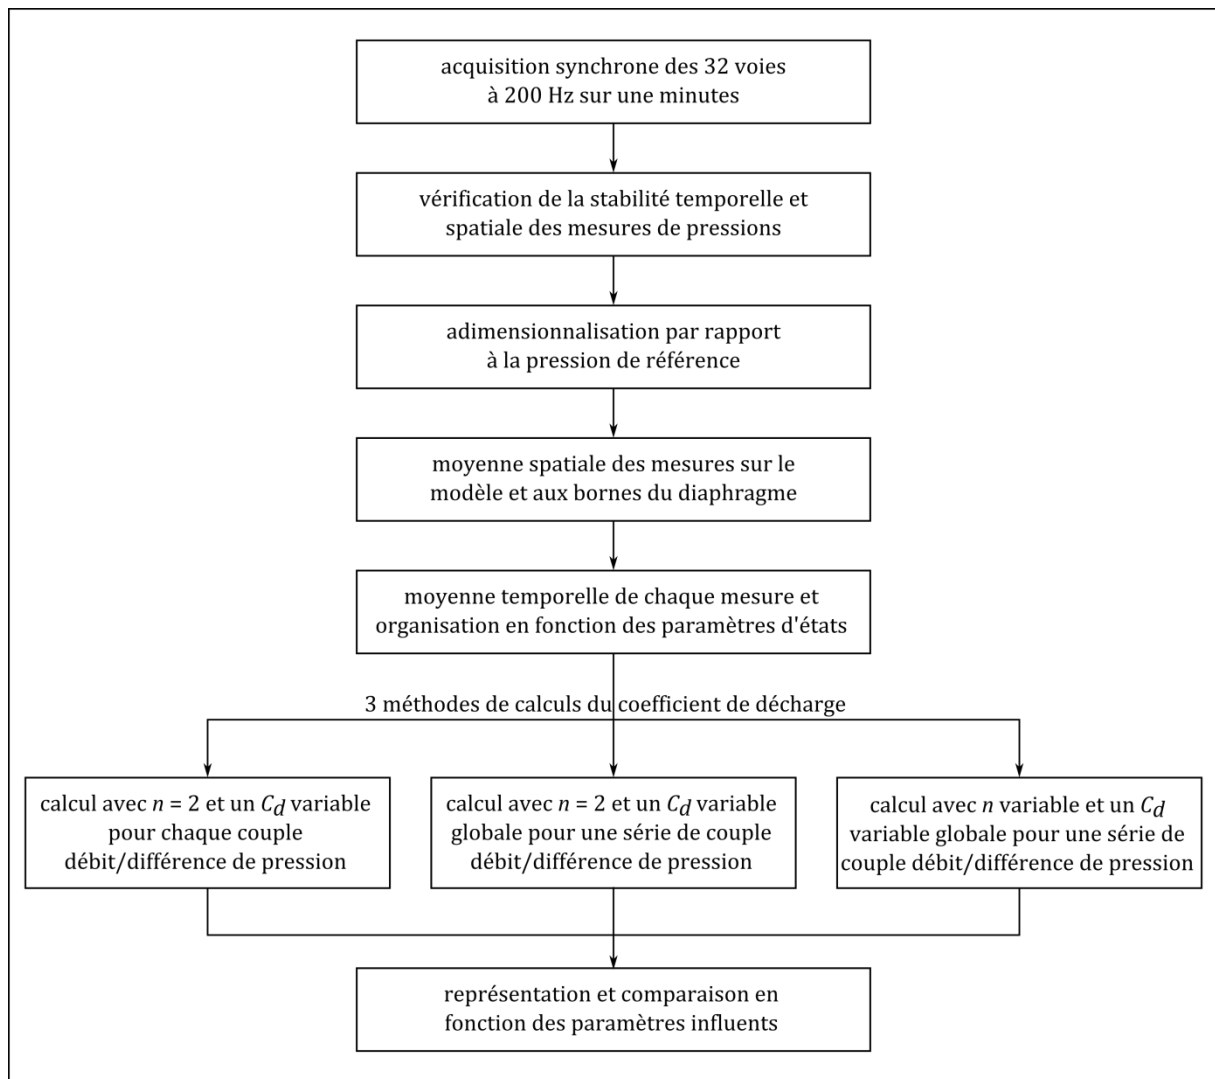 acquisition synchrone des 32 voies
à 200 Hz sur une minutes
vérification de la stabilité temporelle et
spatiale des mesures de pressions
adimensionnalisation par rapport
à la pression de référence
moyenne spatiale des mesures sur le
modèle et aux bornes du diaphragme
moyenne temporelle de chaque mesure et
organisation en fonction des paramètres d'états
3 méthodes de calculs du coefficient de décharge
calcul avec n = 2 et un Cd variable
pour chaque couple
débit/différence de pression
calcul avec n = 2 et un Cd variable
globale pour une série de couple
débit/différence de pression
calcul avec n variable et un Cd
variable globale pour une série de
couple débit/différence de pression
représentation et comparaison en
fonction des paramètres influents